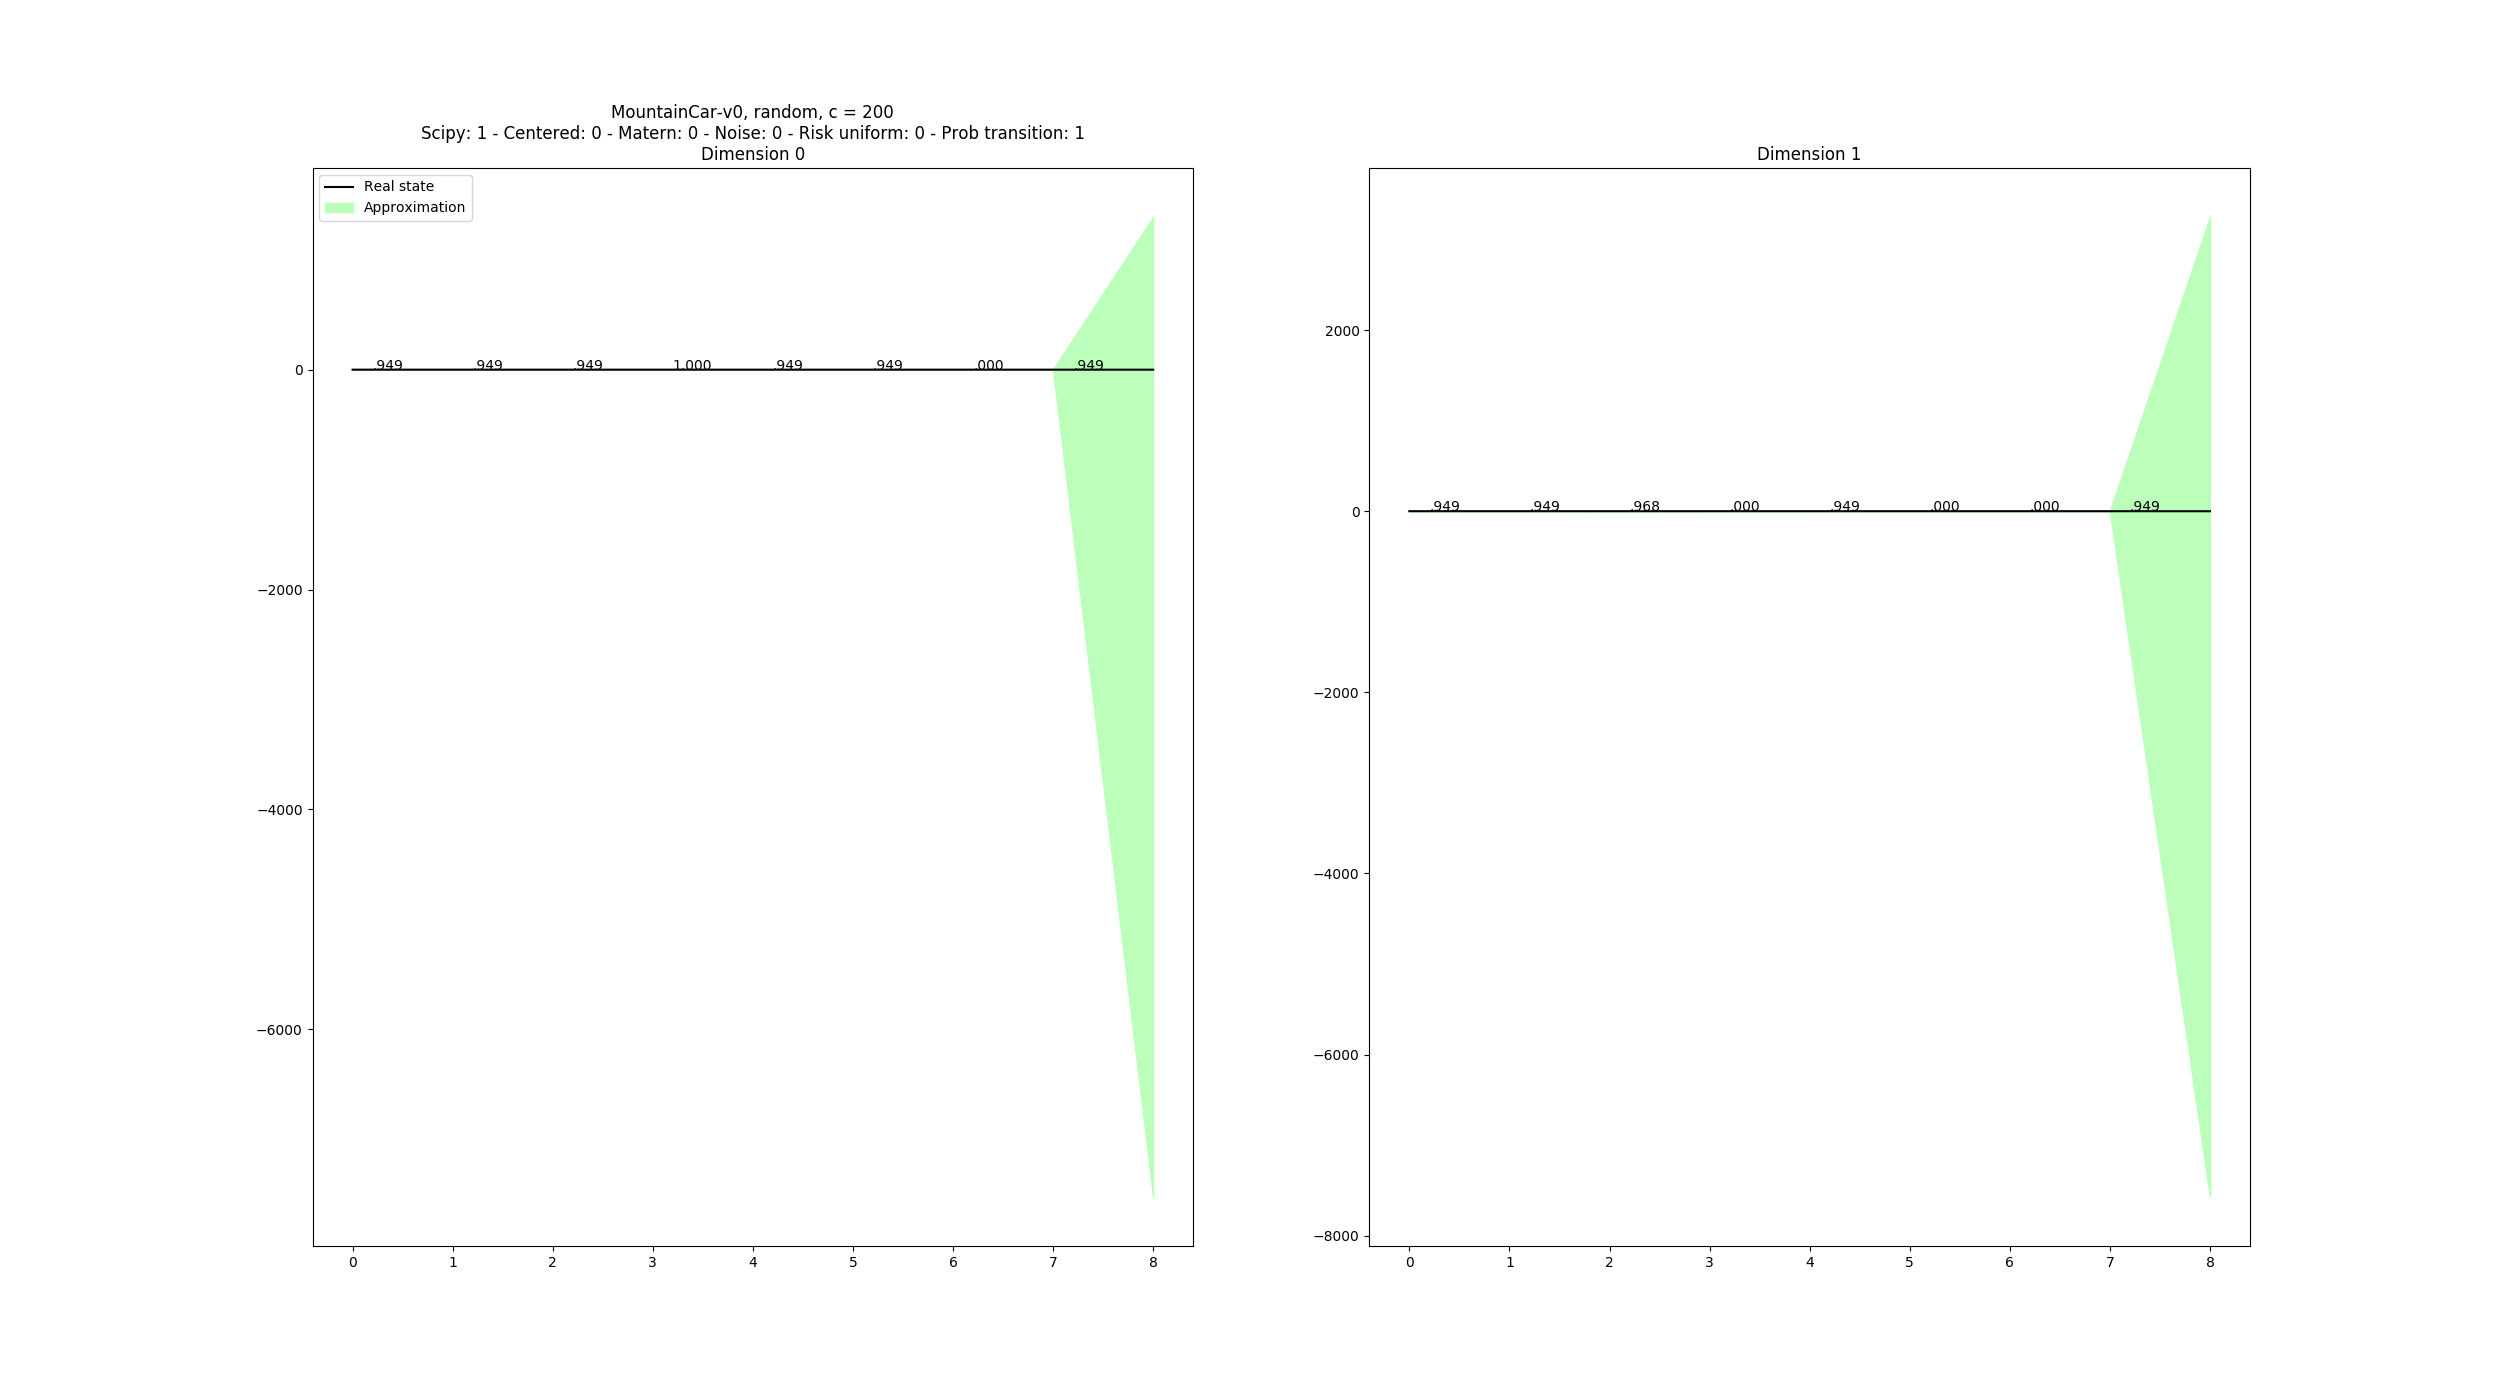 MountainCar-v0, random, c = 200
Scipy: 1 - Centered: 0 - Matern: 0 - Noise: 0 - Risk uniform: 0 - Prob transition: 1
Dimension 0
Real state
Approximation
0
−2000
−4000
−6000
.949 .949 .949 1.000 .949 .949 .000 .949
0 1 2 3 4 5 6 7 8
Dimension 1
2000
0
−2000
−4000
−6000
−8000
.949 .949 .968 .000 .949 .000 .000 .949
0 1 2 3 4 5 6 7 8